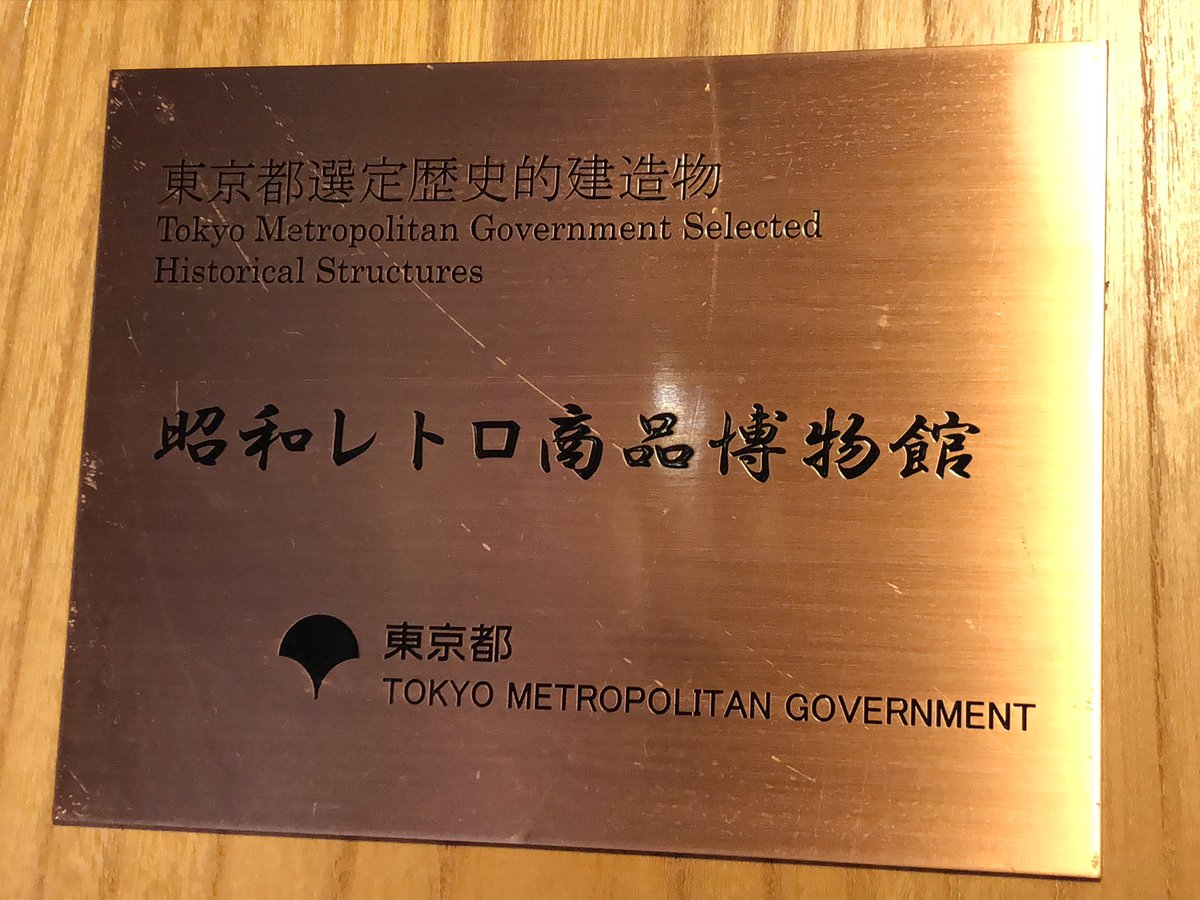 東京都選定歴史的建造物
Tokyo Metropolitan Government Selected
Historical Structures
昭和レトロ商品博物館
東京都
TOKYO METROPOLITAN GOVERNMENT